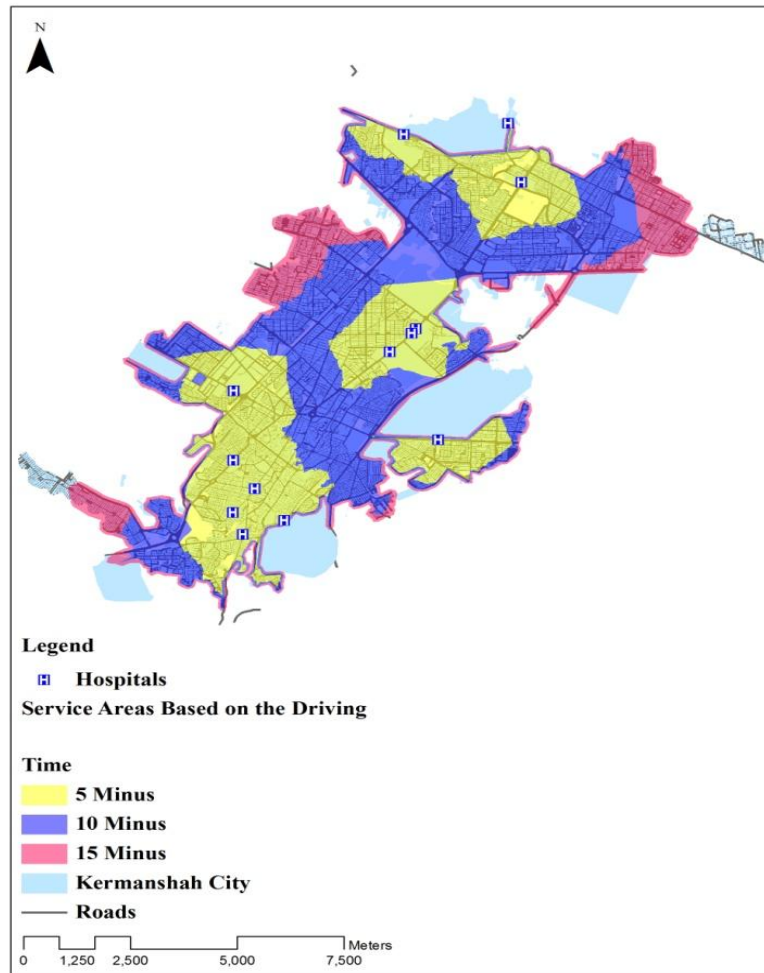 N
H
H
H
H
H
H
H
H
H
H
H
H
H
H
Legend
H Hospitals
Service Areas Based on the Driving
Time
5 Minus
10 Minus
15 Minus
Kermanshah City
Roads
0 1,250 2,500 5,000 7,500 Meters